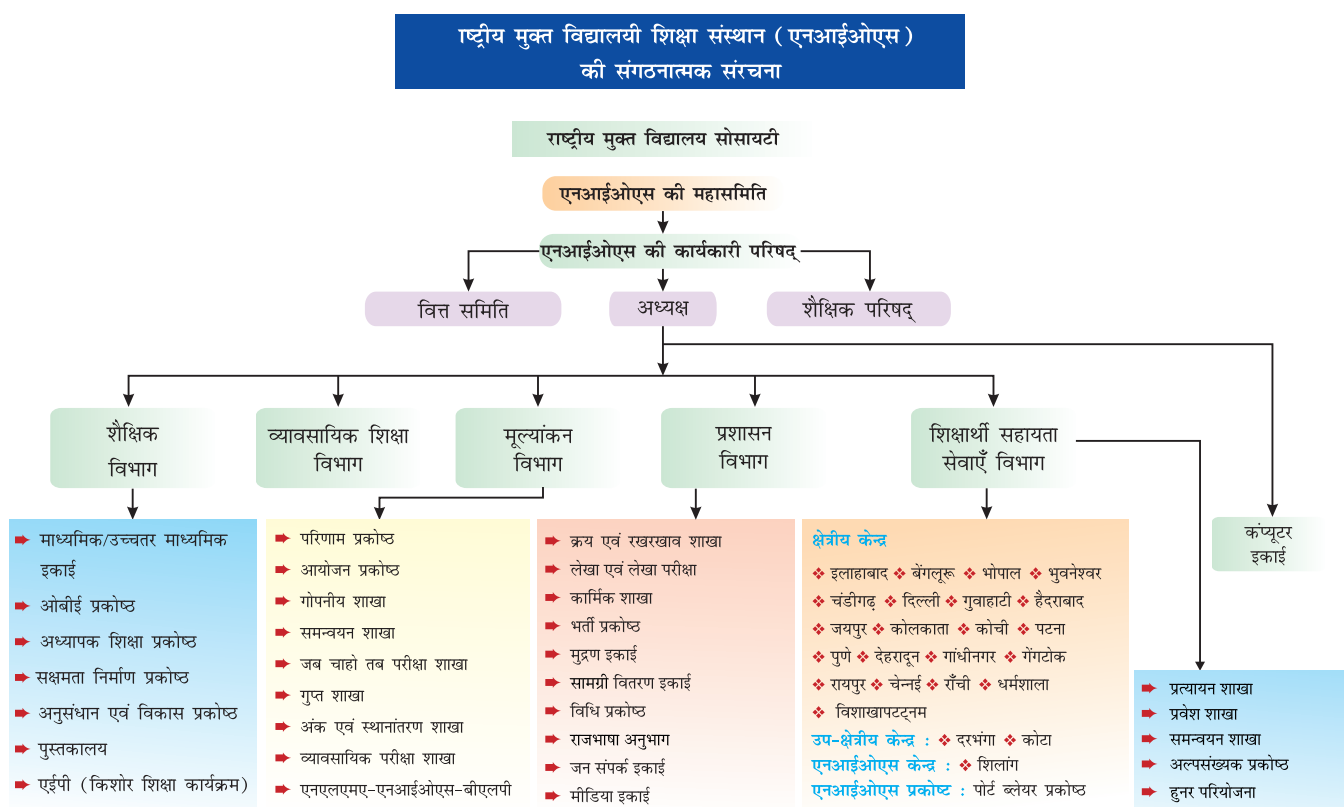 ाष्ट्रीय मुक्त विद्यालयी शिक्षा संस्थान ( एनआईओएस )
की संगठनात्मक संरचना
राष्ट्रीय मुक्त विद्यालय सोसायटी
एनआईओएस की महासमिति
एनआईओएस की कार्यकारी परिषद्
वित्त समिति
अध्यक्ष
शैक्षिक परिषद्
शैक्षिक
विभाग
व्यावसायिक शिक्षा
विभाग
मूल्यांकन
विभाग
प्रशासन
विभाग
शिक्षार्थी सहायता
सेवाएँ विभाग
कंप्यूटर
इकाई
माध्यमिक/उच्चतर माध्यमिक
इकाई
ओबीई प्रकोष्ठ
अध्यापक शिक्षा प्रकोष्ठ
सक्षमता निर्माण प्रकोष्ठ
अनुसंधान एवं विकास प्रकोष्ठ
पुस्तकालय
एईपी (किशोर शिक्षा कार्यक्रम)
परिणाम प्रकोष्ठ
आयोजन प्रकोष्ठ
गोपनीय शाखा
समन्वयन शाखा
जब चाहो तब परीक्षा शाखा
गुप्त शाखा
अंक एवं स्थानांतरण शाखा
व्यावसायिक परीक्षा शाखा
एनएलएमए-एनआईओएस-बीएलपी
क्रय एवं रखरखाव शाखा
लेखा एवं लेखा परीक्षा
कार्मिक शाखा
भर्ती प्रकोष्ठ
मुद्रण इकाई
सामग्री वितरण इकाई
विधि प्रकोष्ठ
राजभाषा अनुभाग
जन संपर्क इकाई
मीडिया इकाई
क्षेत्रीय केन्द्र
❖ इलाहाबाद ❖ बेंगलूरू ❖ भोपाल ❖ भुवनेश्वर
❖ चंडीगढ़ ❖ दिल्ली ❖ गुवाहाटी ❖ हैदराबाद
❖ जयपुर ❖ कोलकाता ❖ कोची ❖ पटना
❖ पुणे ❖ देहरादून ❖ गांधीनगर ❖ गेंगटोक
❖ रायपुर ❖ चेन्नई ❖ राँची ❖ धर्मशाला
❖ विशाखापटट्नम
उप-क्षेत्रीय केन्द्र : ❖ दरभंगा ❖ कोटा
एनआईओएस केन्द्र : ❖ शिलांग
एनआईओएस प्रकोष्ट : पोर्ट ब्लेयर प्रकोष्ठ
प्रत्यायन शाखा
प्रवेश शाखा
समन्वयन शाखा
अल्पसंख्यक प्रकोष्ठ
हुनर परियोजना